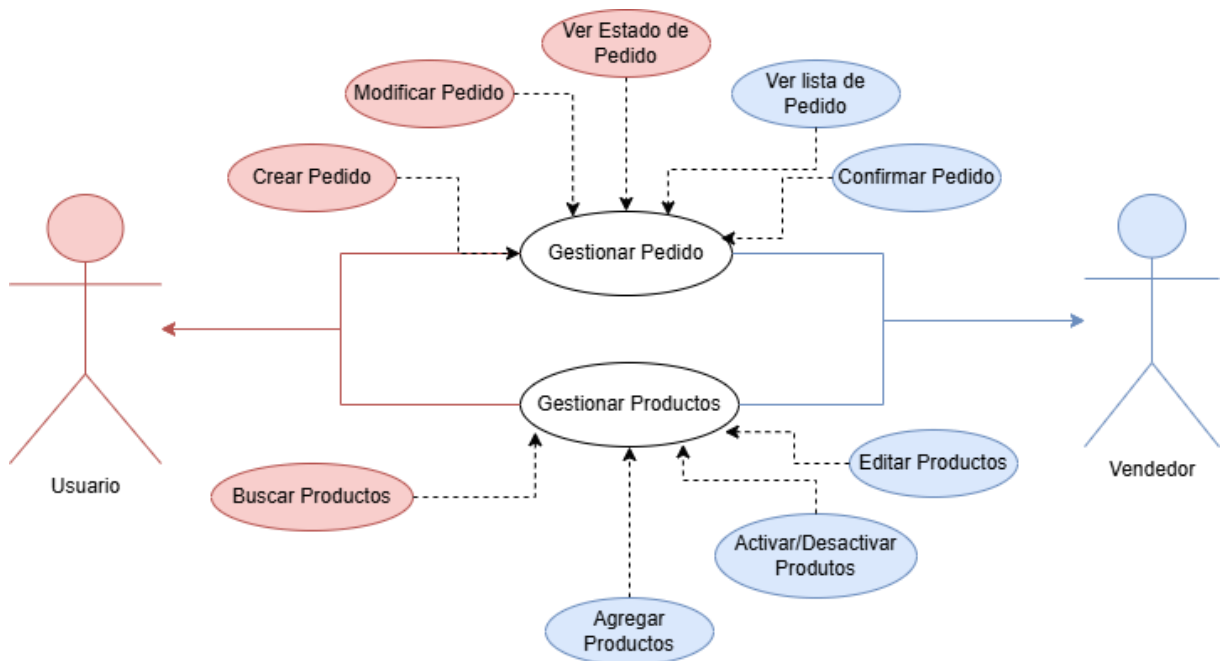 Ver Estado de
Pedido
Modificar Pedido
Ver lista de
Pedido
Crear Pedido
Confirmar Pedido
Gestionar Pedido
Gestionar Productos
Usuario
Vendedor
Buscar Productos
Editar Productos
Activar/Desactivar
Produtos
Agregar
Productos